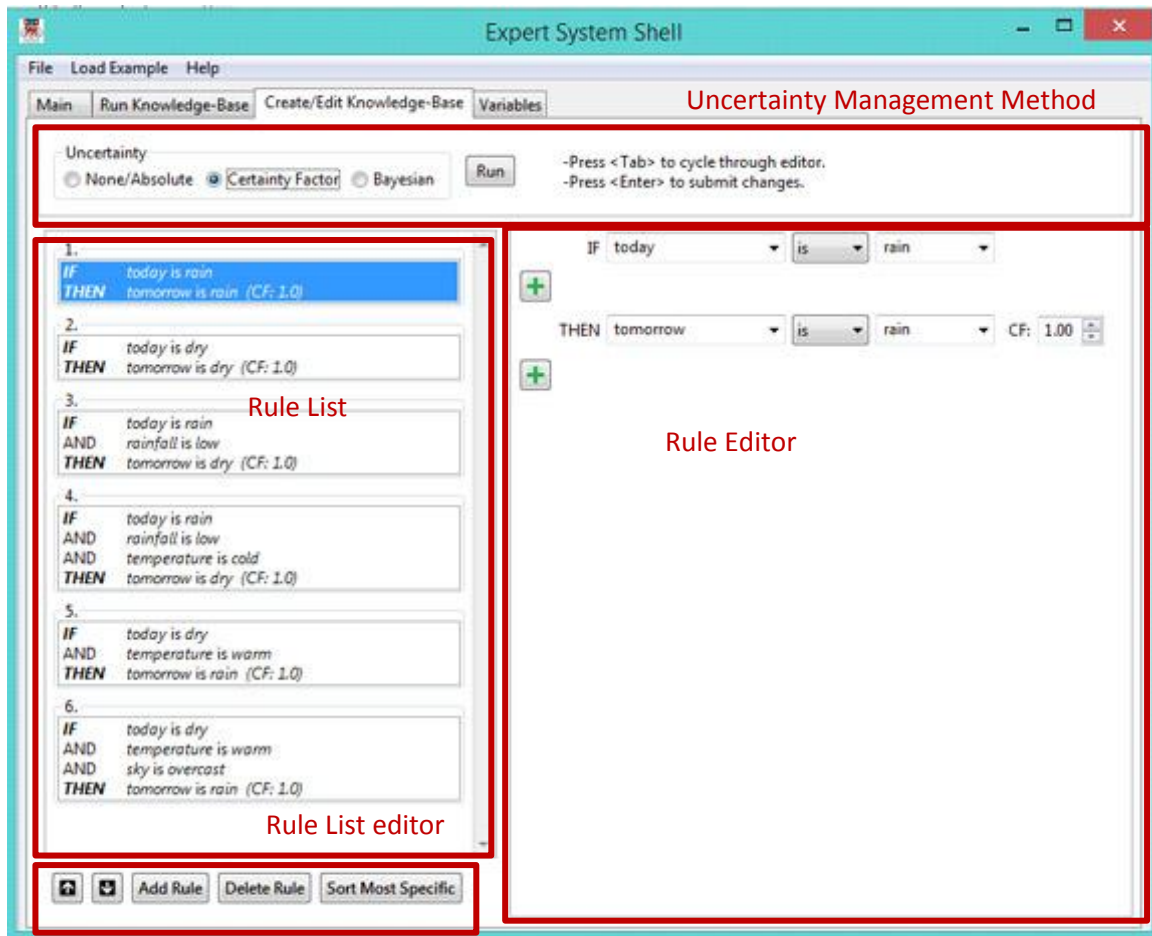 Expert System Shell
File Load Example Help
Main Run Knowledge-Base Create/Edit Knowledge-Base Variables
Uncertainty Management Method
Uncertainty
None/Absolute Certainty Factor Bayesian Run
-Press <Tab> to cycle through editor.
-Press <Enter> to submit changes.
1.
IF today is rain
THEN tomorrow is rain (CF: 1.0)
2.
IF today is dry
THEN tomorrow is dry (CF: 1.0)
3.
Rule List
IF today is rain
AND rainfall is low
THEN tomorrow is dry (CF: 1.0)
4.
IF today is rain
AND rainfall is low
AND temperature is cold
THEN tomorrow is dry (CF: 1.0)
5.
IF today is dry
AND temperature is warm
THEN tomorrow is rain (CF: 1.0)
6.
IF today is dry
AND temperature is warm
AND sky is overcast
THEN tomorrow is rain (CF: 1.0)
Rule List editor
Add Rule Delete Rule Sort Most Specific
IF today is rain
THEN tomorrow is rain CF: 1.00
Rule Editor